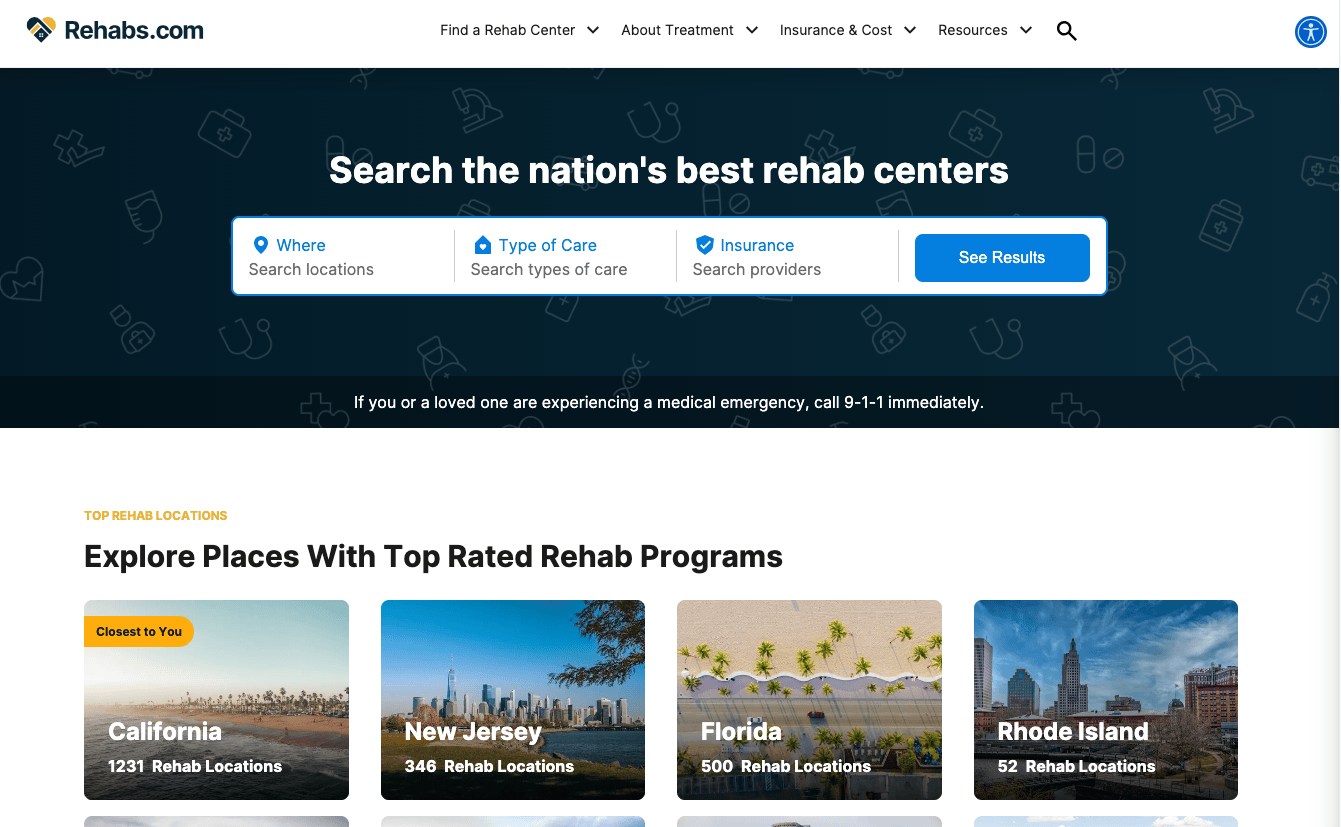 Rehabs.com
Find a Rehab Center
About Treatment
Insurance & Cost
Resources
Search the nation's best rehab centers
Where
Search locations
Type of Care
Search types of care
Insurance
Search providers
See Results
If you or a loved one are experiencing a medical emergency, call 9-1-1 immediately.
TOP REHAB LOCATIONS
Explore Places With Top Rated Rehab Programs
Closest to You
California
1231 Rehab Locations
New Jersey
346 Rehab Locations
Florida
500 Rehab Locations
Rhode Island
52 Rehab Locations